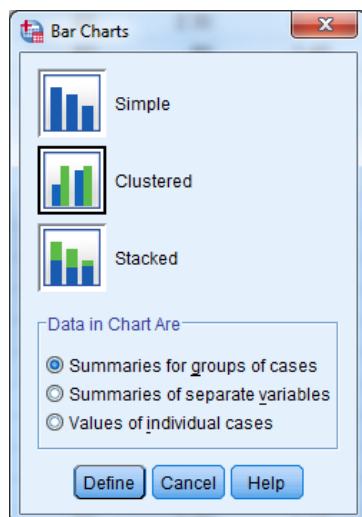 Bar Charts
Simple
Clustered
Stacked
Data in Chart Are
Summaries for groups of cases
Summaries of separate variables
Values of individual cases
Define Cancel Help